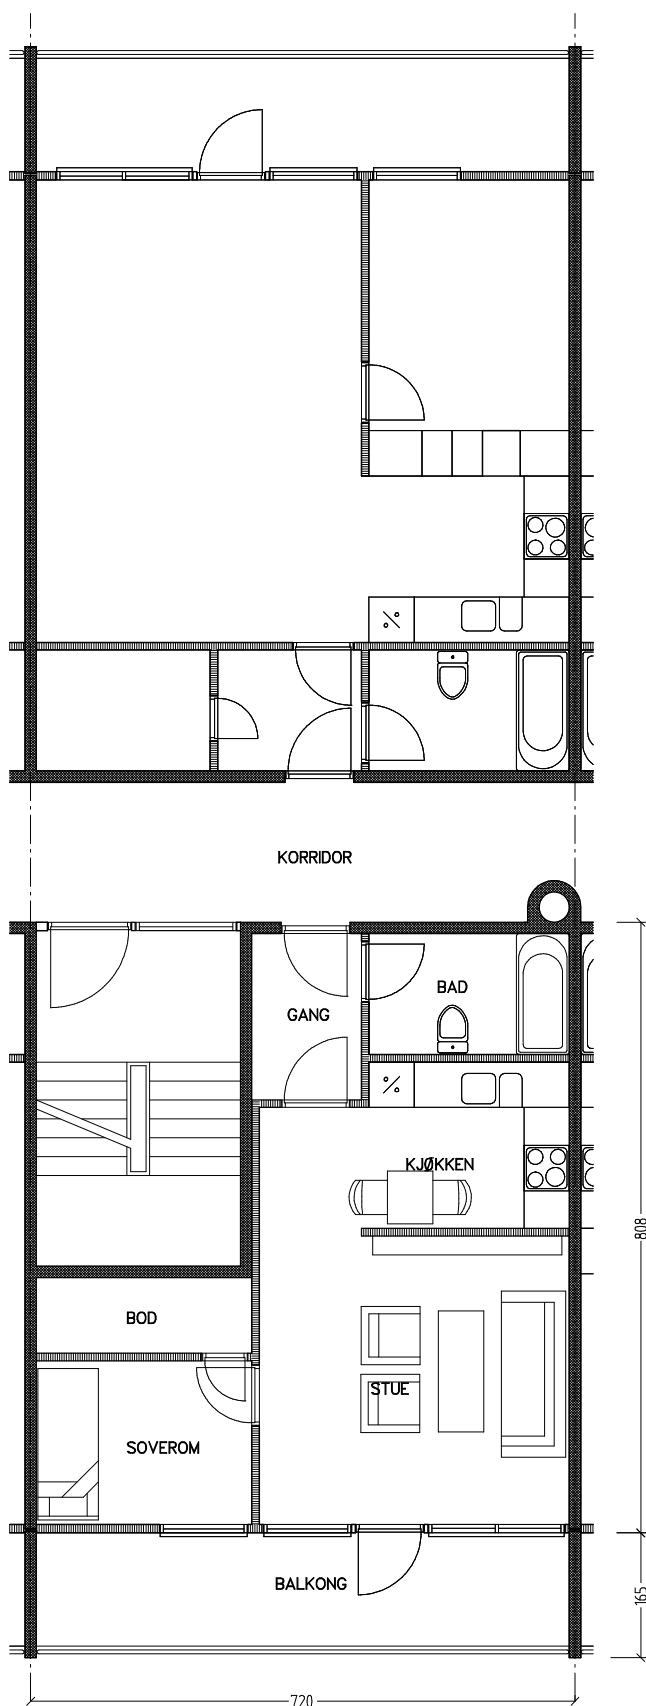 KORRIDOR
BAD
GANG
KJØKKEN
808
BOD
STUE
SOVEROM
BALKONG
165
720